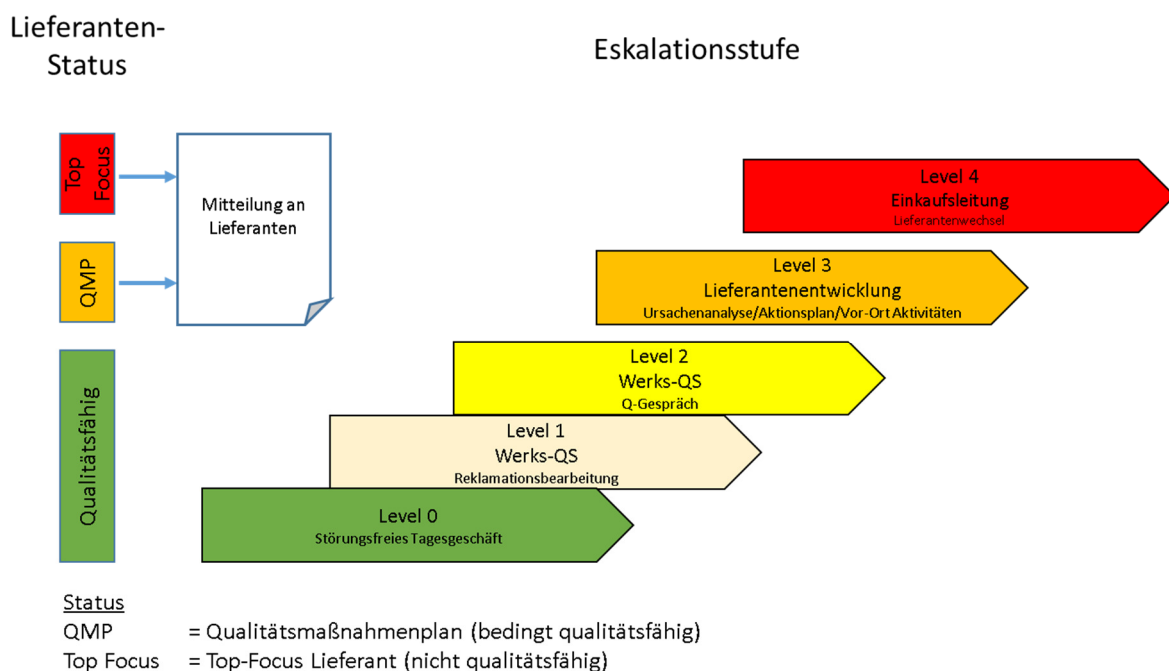 Lieferanten-
Status
Eskalationsstufe
Top
Focus
Mitteilung an
Lieferanten
QMP
Qualitätsfähig
Level 4
Einkaufsleitung
Lieferantenwechsel
Level 3
Lieferantenentwicklung
Ursachenanalyse/Aktionsplan/Vor-Ort Aktivitäten
Level 2
Werks-QS
Q-Gespräch
Level 1
Werks-QS
Reklamationsbearbeitung
Level 0
Störungsfreies Tagesgeschäft
Status
QMP = Qualitätsmaßnahmenplan (bedingt qualitätsfähig)
Top Focus = Top-Focus Lieferant (nicht qualitätsfähig)